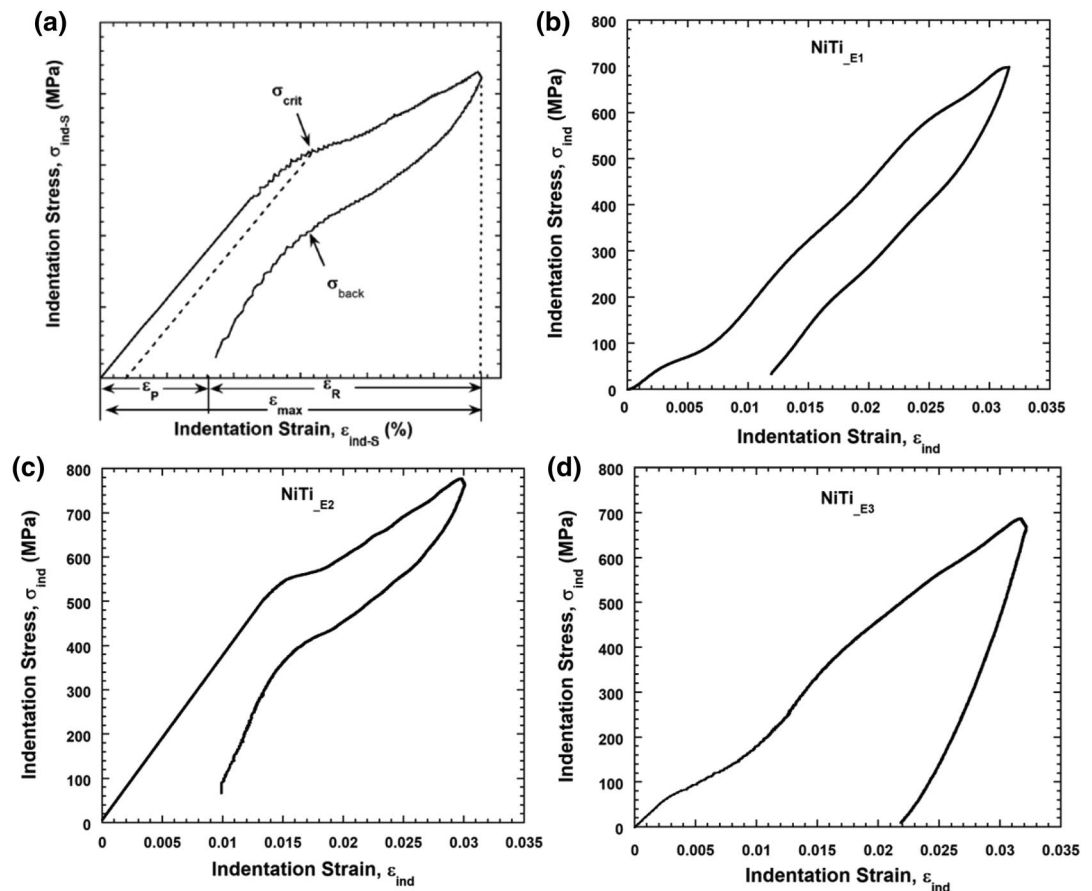 (a)
Indentation Stress, σind-S (MPa)
σcrit
σback
εP
εR
εmax
Indentation Strain, εind-S (%)
(b)
NiTi_E1
Indentation Stress, σind (MPa)
800
700
600
500
400
300
200
100
0
0 0.005 0.01 0.015 0.02 0.025 0.03 0.035
Indentation Strain, εind
(c)
NiTi_E2
Indentation Stress, σind (MPa)
800
700
600
500
400
300
200
100
0
0 0.005 0.01 0.015 0.02 0.025 0.03 0.035
Indentation Strain, εind
(d)
NiTi_E3
Indentation Stress, σind (MPa)
800
700
600
500
400
300
200
100
0
0 0.005 0.01 0.015 0.02 0.025 0.03 0.035
Indentation Strain, εind